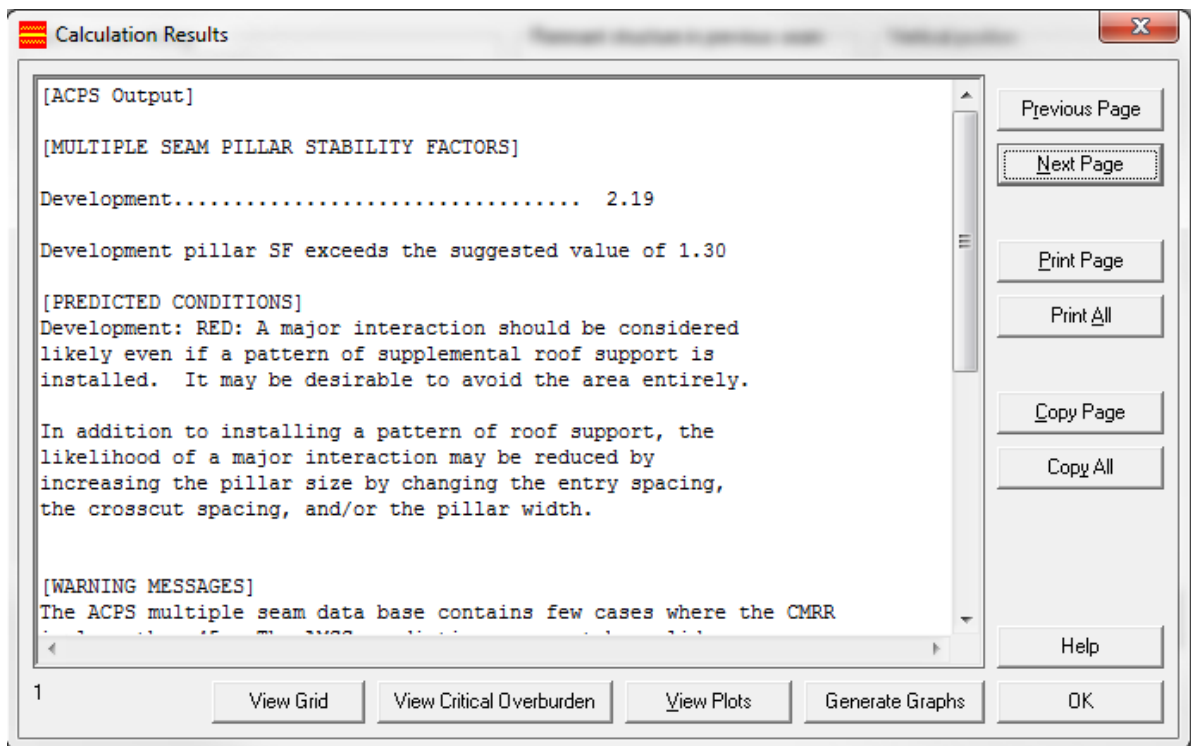 Calculation Results
[ACPS Output]
[MULTIPLE SEAM PILLAR STABILITY FACTORS]
Development.................................. 2.19
Development pillar SF exceeds the suggested value of 1.30
[PREDICTED CONDITIONS]
Development: RED: A major interaction should be considered
likely even if a pattern of supplemental roof support is
installed. It may be desirable to avoid the area entirely.
In addition to installing a pattern of roof support, the
likelihood of a major interaction may be reduced by
increasing the pillar size by changing the entry spacing,
the crosscut spacing, and/or the pillar width.
[WARNING MESSAGES]
The ACPS multiple seam data base contains few cases where the CMRR
Previous Page
Next Page
Print Page
Print All
Copy Page
Copy All
Help
1
View Grid
View Critical Overburden
View Plots
Generate Graphs
OK